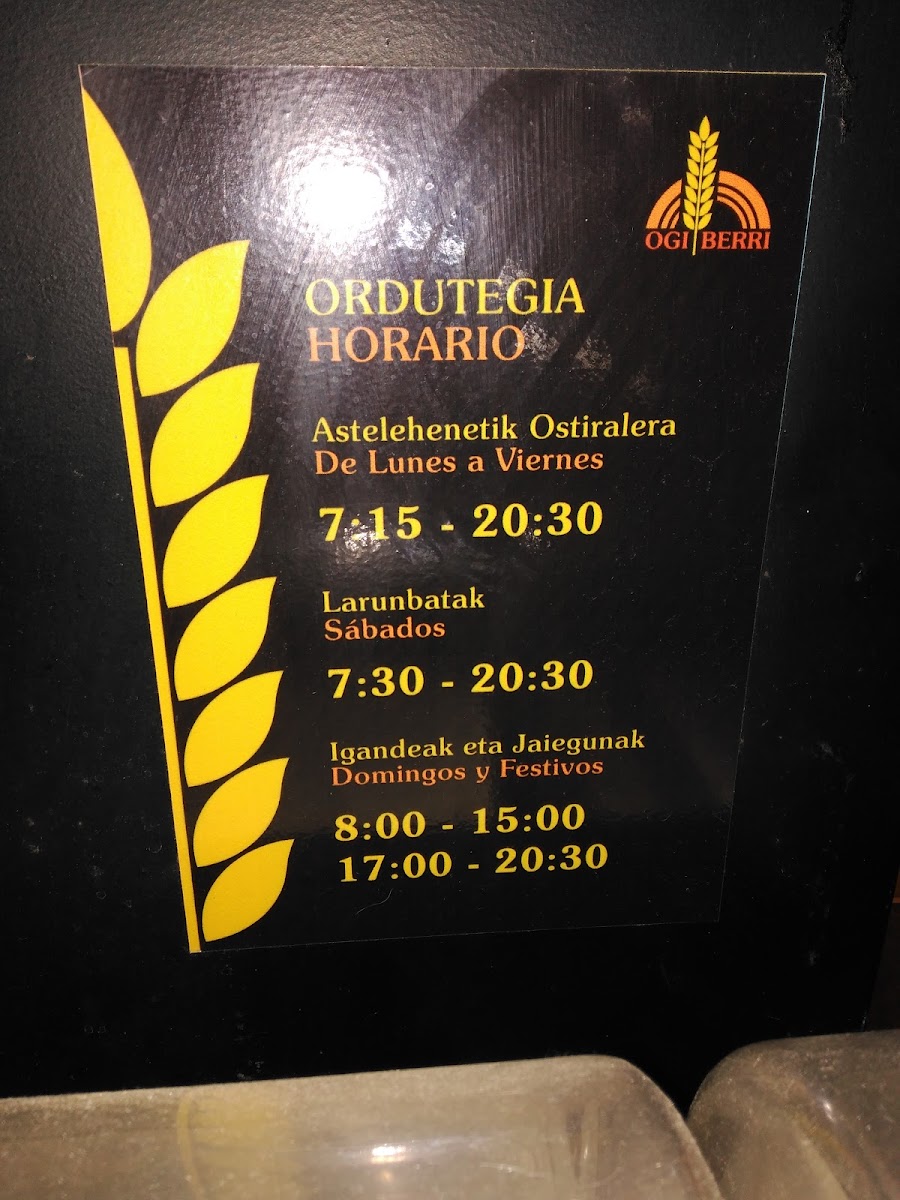 OGI BERRI
ORDUTEGIA
HORARIO
Astelehenetik Ostiralera
De Lunes a Viernes
7:15 - 20:30
Larunbatak
Sábados
7:30 - 20:30
Igandeak eta Jaiegunak
Domingos y Festivos
8:00 - 15:00
17:00 - 20:30